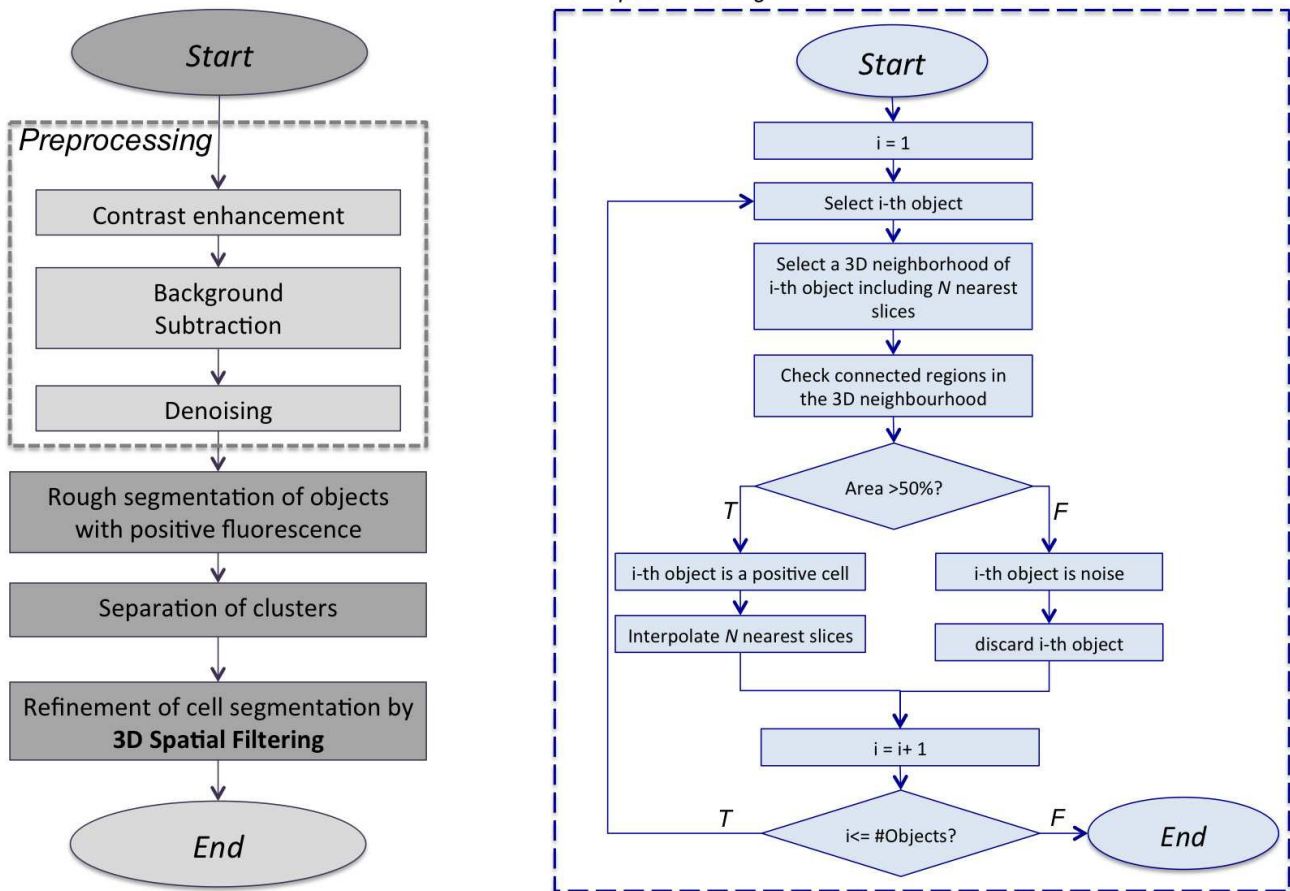 Start
Preprocessing
Contrast enhancement
Background
Subtraction
Denoising
Rough segmentation of objects
with positive fluorescence
Separation of clusters
Refinement of cell segmentation by
3D Spatial Filtering
End
Start
i = 1
Select i-th object
Select a 3D neighborhood of
i-th object including N nearest
slices
Check connected regions in
the 3D neighbourhood
Area >50%?
T
F
i-th object is a positive cell
i-th object is noise
Interpolate N nearest slices
discard i-th object
i = i+ 1
T
i<= #Objects?
F
End